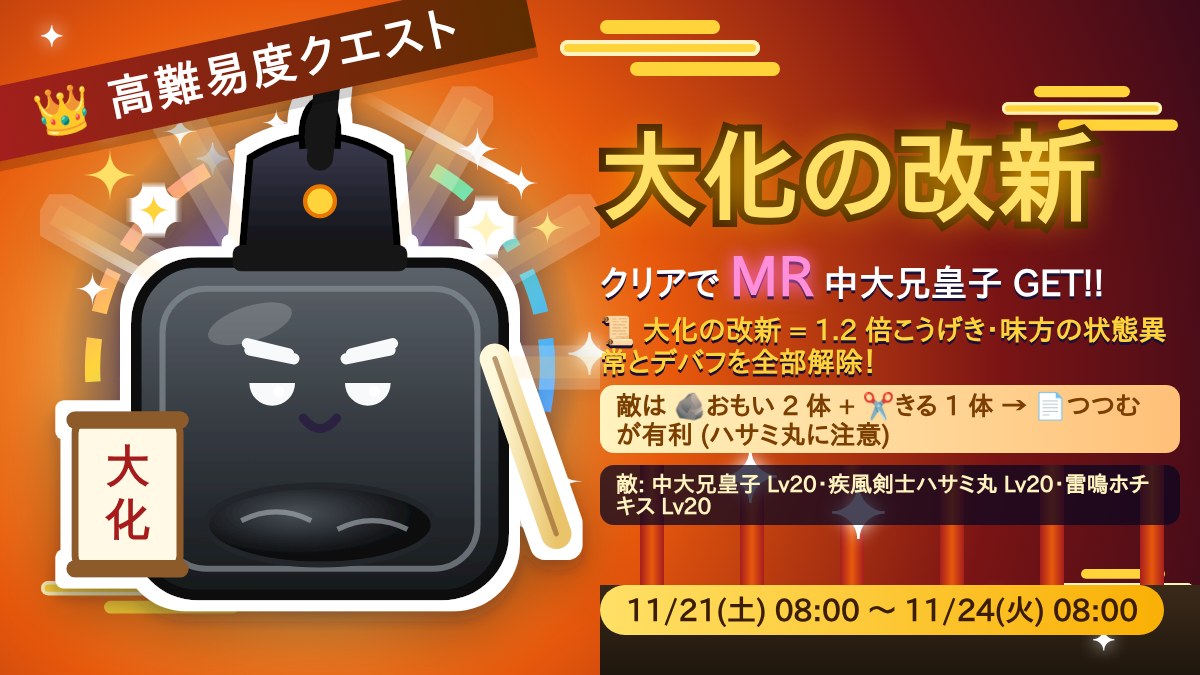 👑 高難易度クエスト
大化の改新
クリアで MR 中大兄皇子 GET!!
📜 大化の改新 = 1.2 倍こうげき・味方の状態異
常とデバフを全部解除!
敵は 🪨おもい 2 体 + ✂️きる 1 体 → 📄つつむ
が有利 (ハサミ丸に注意)
敵: 中大兄皇子 Lv20・疾風剣士ハサミ丸 Lv20・雷鳴ホチ
キス Lv20
11/21(土) 08:00 〜 11/24(火) 08:00
大
化